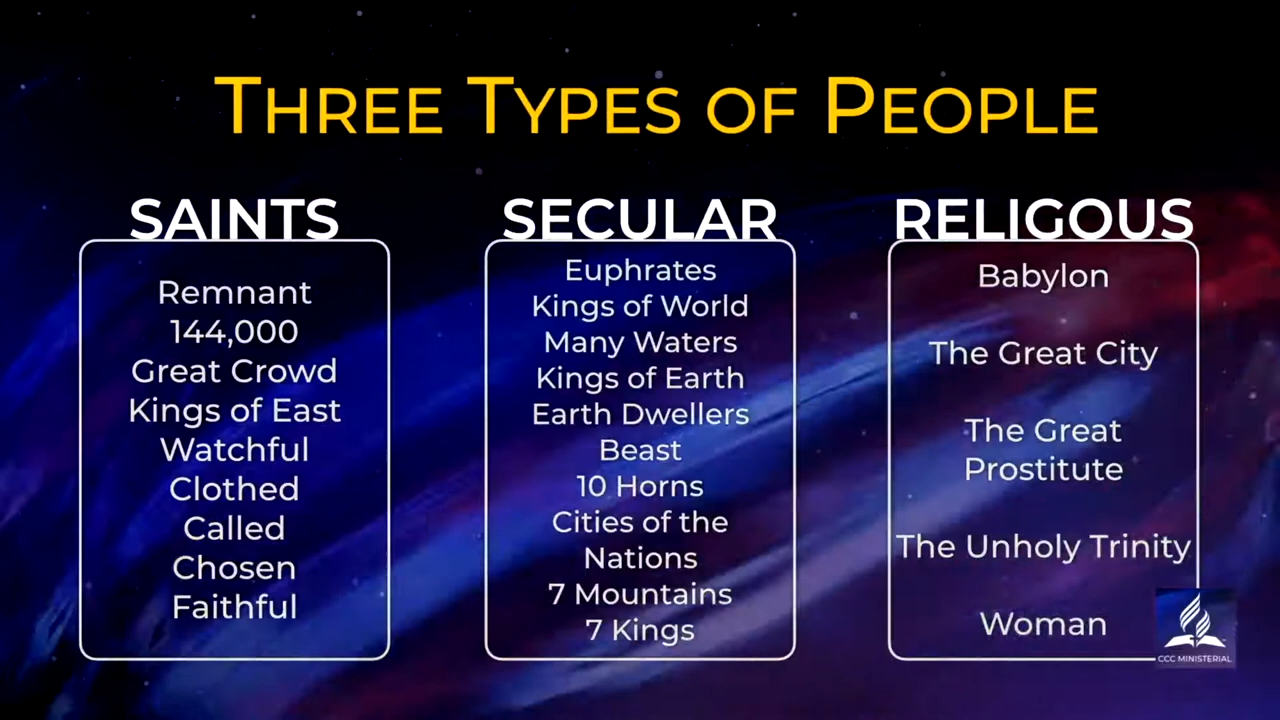 THREE TYPES OF PEOPLE
SAINTS
Remnant
144,000
Great Crowd
Kings of East
Watchful
Clothed
Called
Chosen
Faithful
SECULAR
Euphrates
Kings of World
Many Waters
Kings of Earth
Earth Dwellers
Beast
10 Horns
Cities of the
Nations
7 Mountains
7 Kings
RELIGOUS
Babylon
The Great City
The Great
Prostitute
The Unholy Trinity
Woman
CCC MINISTERIAL